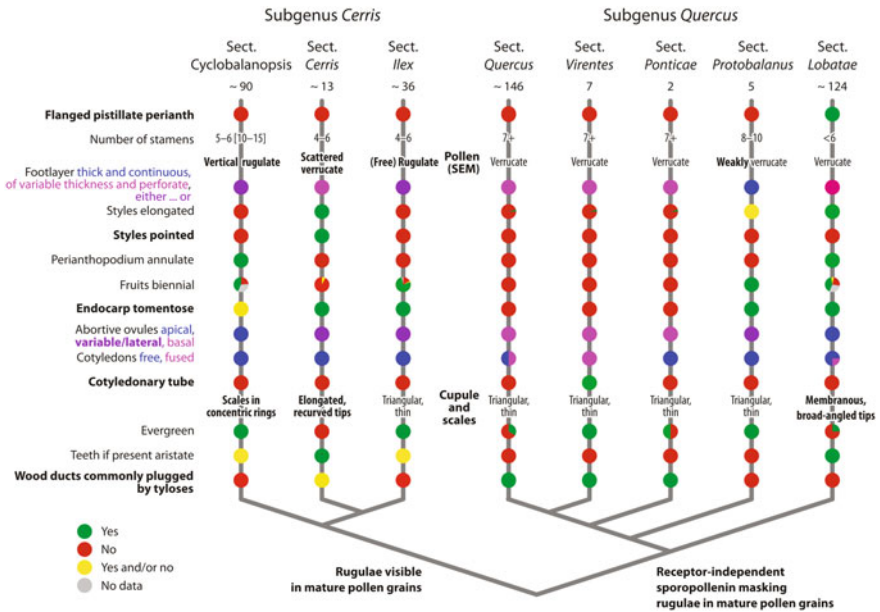 Subgenus Cerris Subgenus Quercus
Sect. Sect. Sect. Sect. Sect. Sect. Sect. Sect.
Cyclobalanopsis Cerris Ilex Quercus Virentes Ponticae Protobalanus Lobatae
~ 90 ~ 13 ~ 36 ~ 146 7 2 5 ~ 124
Flanged pistillate perianth
Number of stamens 5–6 [10–15] 4–6 4–6 7+ 7+ 7+ 8–10 <6
Vertical rugulate Scattered verrucate (Free) Rugulate Pollen (SEM) Verrucate Verrucate Verrucate Weakly verrucate Verrucate
Footlayer thick and continuous,
of variable thickness and perforate,
either ... or
Styles elongated
Styles pointed
Perianthopodium annulate
Fruits biennial
Endocarp tomentose
Abortive ovules apical,
variable/lateral, basal
Cotyledons free, fused
Cotyledonary tube
Scales in Elongated, Triangular, Cupule and Triangular, Triangular, Triangular, Triangular, Membranous,
concentric rings recurved tips thin scales thin thin thin thin broad-angled tips
Evergreen
Teeth if present aristate
Wood ducts commonly plugged
by tyloses
Yes
No
Yes and/or no
No data
Rugulae visible
in mature pollen grains
Receptor-independent
sporopollenin masking
rugulae in mature pollen grains